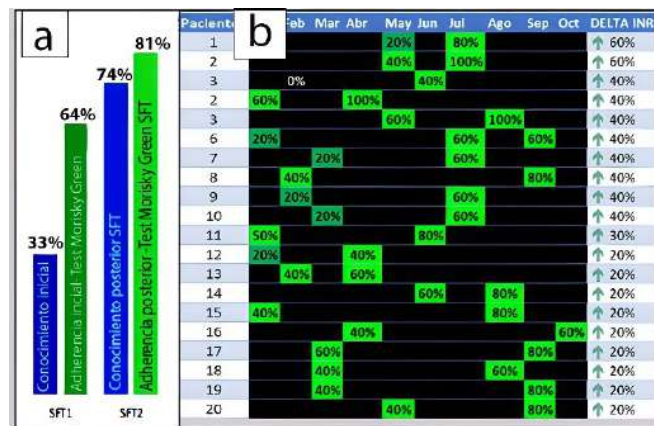 a
33%
64%
74%
81%
Conocimiento inicial
Adherencia incial-Test Morisky Green
Conocimiento posterior SFT
Adherencia posterior-Test Morisky Green SFT
SFT1 SFT2
b
Paciente Feb Mar Abr May Jun Jul Ago Sep Oct DELTA INR
1 20% 80% 60%
2 40% 100% 60%
3 0% 40% 40%
2 60% 100% 40%
3 60% 100% 40%
6 20% 60% 60% 40%
7 20% 60% 40%
8 40% 80% 40%
9 20% 60% 40%
10 20% 60% 40%
11 50% 80% 30%
12 20% 40% 20%
13 40% 60% 20%
14 60% 80% 20%
15 40% 80% 20%
16 40% 60% 20%
17 60% 80% 20%
18 40% 60% 20%
19 40% 80% 20%
20 40% 80% 20%